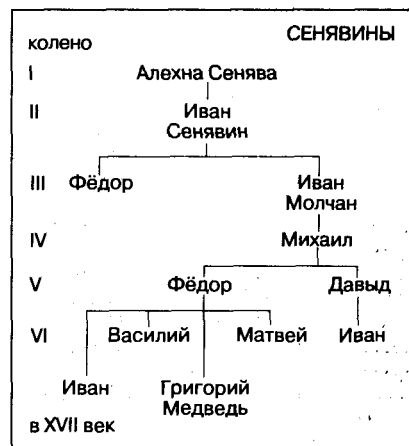 СЕНЯВИНЫ
колено
I Алехна Сенява
II Иван
Сенявин
III Фёдор Иван
Молчан
IV Михаил
V Фёдор Давыд
VI Василий Матвей Иван
Иван Григорий
Медведь
в XVII век